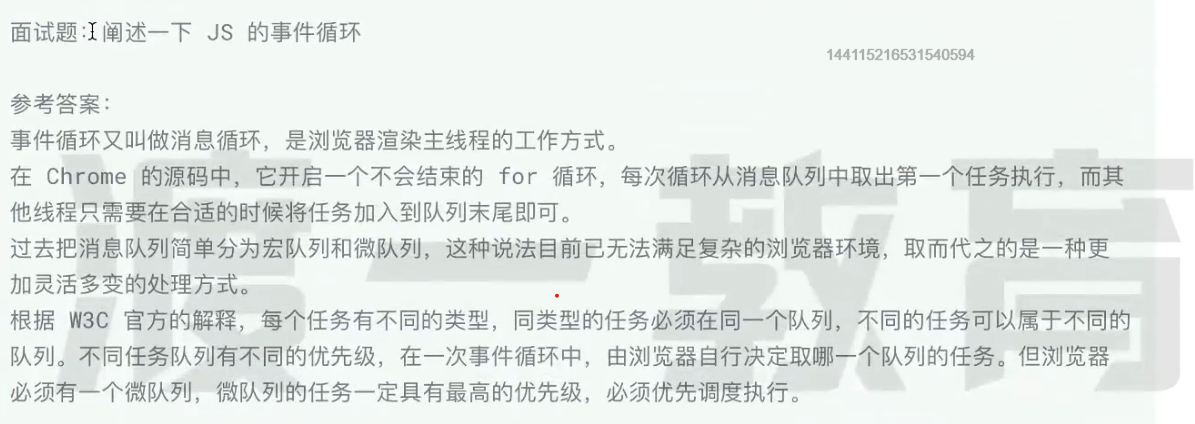 面试题：阐述一下 JS 的事件循环
144115216531540594
参考答案：
事件循环又叫做消息循环，是浏览器渲染主线程的工作方式。
在 Chrome 的源码中，它开启一个不会结束的 for 循环，每次循环从消息队列中取出第一个任务执行，而其
他线程只需要在合适的时候将任务加入到队列末尾即可。
过去把消息队列简单分为宏队列和微队列，这种说法目前已无法满足复杂的浏览器环境，取而代之的是一种更
加灵活多变的处理方式。
根据 W3C 官方的解释，每个任务有不同的类型，同类型的任务必须在同一个队列，不同的任务可以属于不同的
队列。不同任务队列有不同的优先级，在一次事件循环中，由浏览器自行决定取哪一个队列的任务。但浏览器
必须有一个微队列，微队列的任务一定具有最高的优先级，必须优先调度执行。
渡一教育